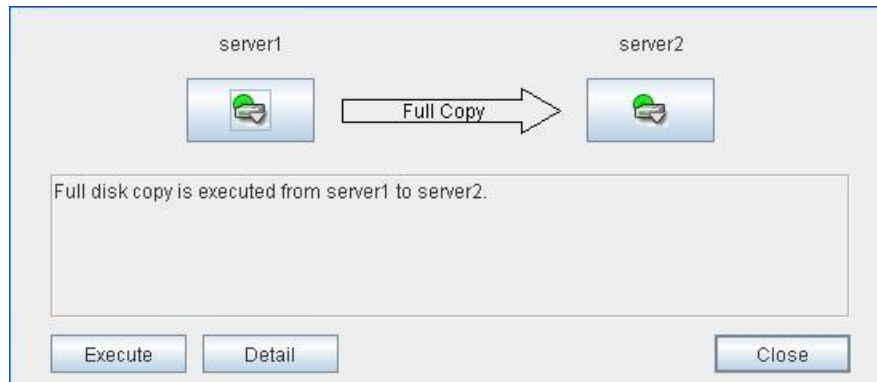 server1
server2
Full Copy
Full disk copy is executed from server1 to server2.
Execute
Detail
Close